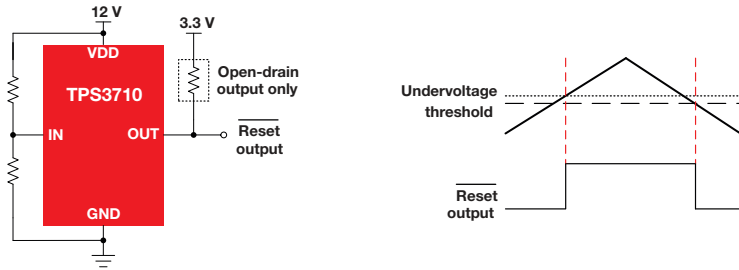 12 V
3.3 V
VDD
TPS3710
Open-drain
output only
IN
OUT
Reset
output
GND
Undervoltage
threshold
Reset
output